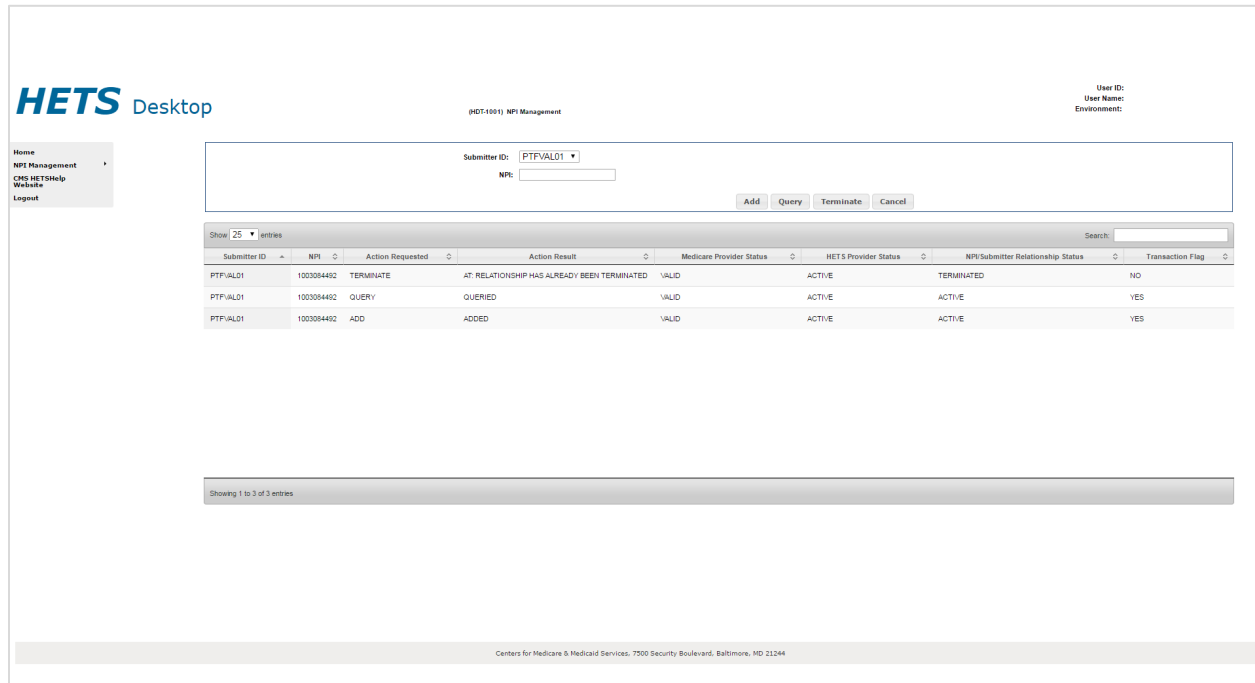 HETS Desktop
(HDT-1001) NPI Management
User ID:
User Name:
Environment:
Home
NPI Management
CMS HETSHelp
Website
Logout
Submitter ID: PTFVAL01
NPI:
Add Query Terminate Cancel
Show 25 entries Search:
Submitter ID NPI Action Requested Action Result Medicare Provider Status HETS Provider Status NPI/Submitter Relationship Status Transaction Flag
PTFVAL01 1003084492 TERMINATE AT: RELATIONSHIP HAS ALREADY BEEN TERMINATED VALID ACTIVE TERMINATED NO
PTFVAL01 1003084492 QUERY QUERIED VALID ACTIVE ACTIVE YES
PTFVAL01 1003084492 ADD ADDED VALID ACTIVE ACTIVE YES
Showing 1 to 3 of 3 entries
Centers for Medicare & Medicaid Services, 7500 Security Boulevard, Baltimore, MD 21244